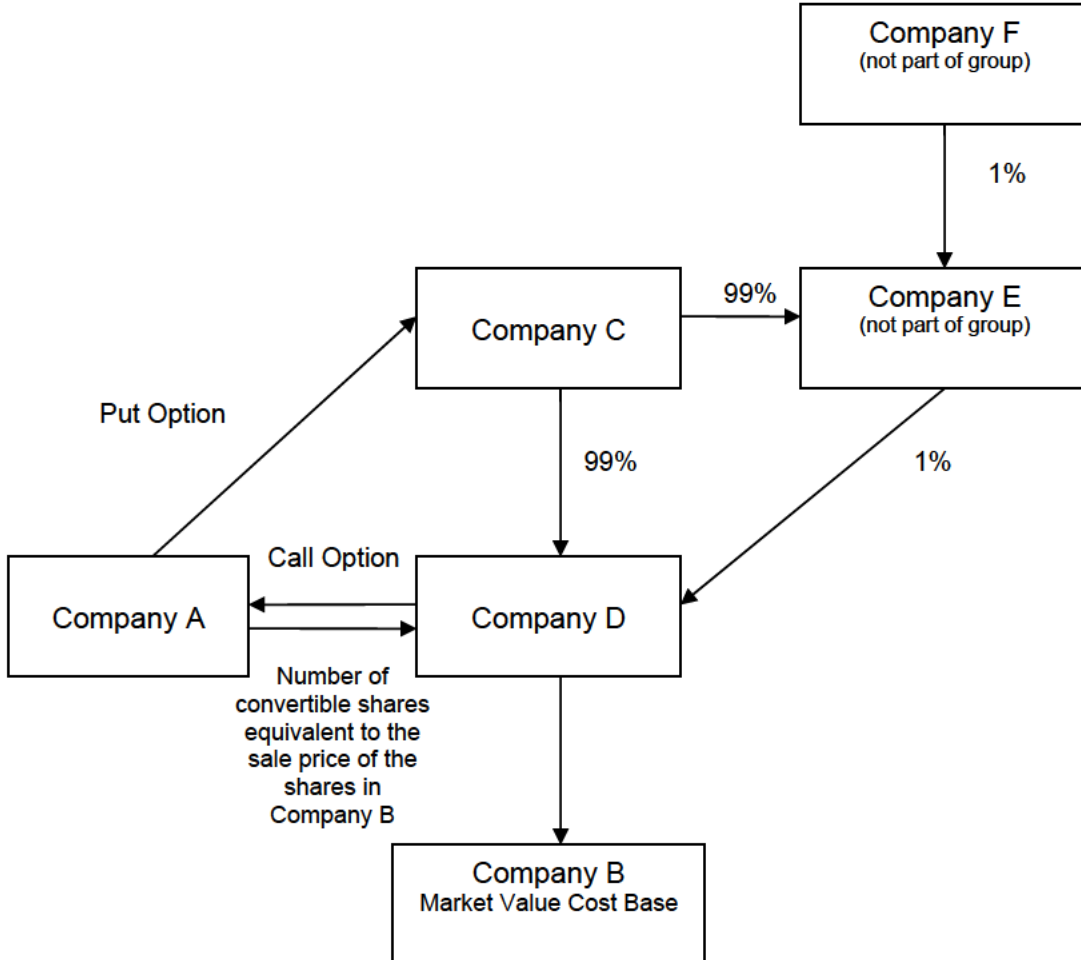 Company F
(not part of group)
1%
99%
Company E
(not part of group)
Company C
Put Option
99%
1%
Call Option
Company A
Company D
Number of
convertible shares
equivalent to the
sale price of the
shares in
Company B
Company B
Market Value Cost Base